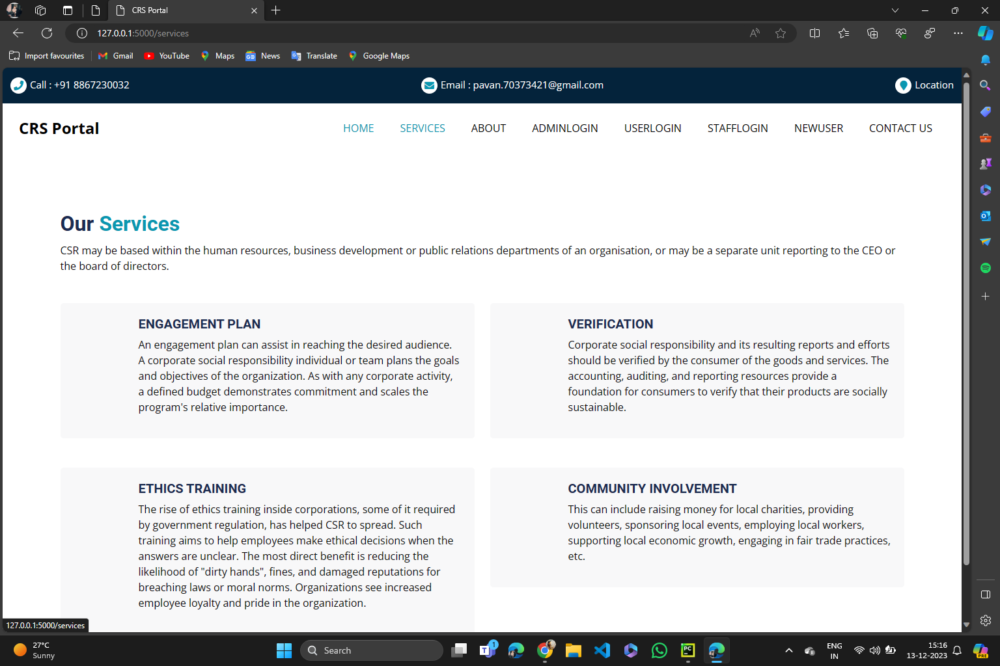 CRS Portal
127.0.0.1:5000/services
Import favourites
Gmail
YouTube
Maps
News
Translate
Google Maps
Call : +91 8867230032
Email : pavan.70373421@gmail.com
Location
CRS Portal
HOME
SERVICES
ABOUT
ADMINLOGIN
USERLOGIN
STAFFLOGIN
NEWUSER
CONTACT US
Our Services
CSR may be based within the human resources, business development or public relations departments of an organisation, or may be a separate unit reporting to the CEO or
the board of directors.
ENGAGEMENT PLAN
An engagement plan can assist in reaching the desired audience.
A corporate social responsibility individual or team plans the goals
and objectives of the organization. As with any corporate activity,
a defined budget demonstrates commitment and scales the
program's relative importance.
VERIFICATION
Corporate social responsibility and its resulting reports and efforts
should be verified by the consumer of the goods and services. The
accounting, auditing, and reporting resources provide a
foundation for consumers to verify that their products are socially
sustainable.
ETHICS TRAINING
The rise of ethics training inside corporations, some of it required
by government regulation, has helped CSR to spread. Such
training aims to help employees make ethical decisions when the
answers are unclear. The most direct benefit is reducing the
likelihood of "dirty hands", fines, and damaged reputations for
breaching laws or moral norms. Organizations see increased
employee loyalty and pride in the organization.
COMMUNITY INVOLVEMENT
This can include raising money for local charities, providing
volunteers, sponsoring local events, employing local workers,
supporting local economic growth, engaging in fair trade practices,
etc.
127.0.0.1:5000/services
27°C
Sunny
Search
1
ENG
IN
15:16
13-12-2023
PRE